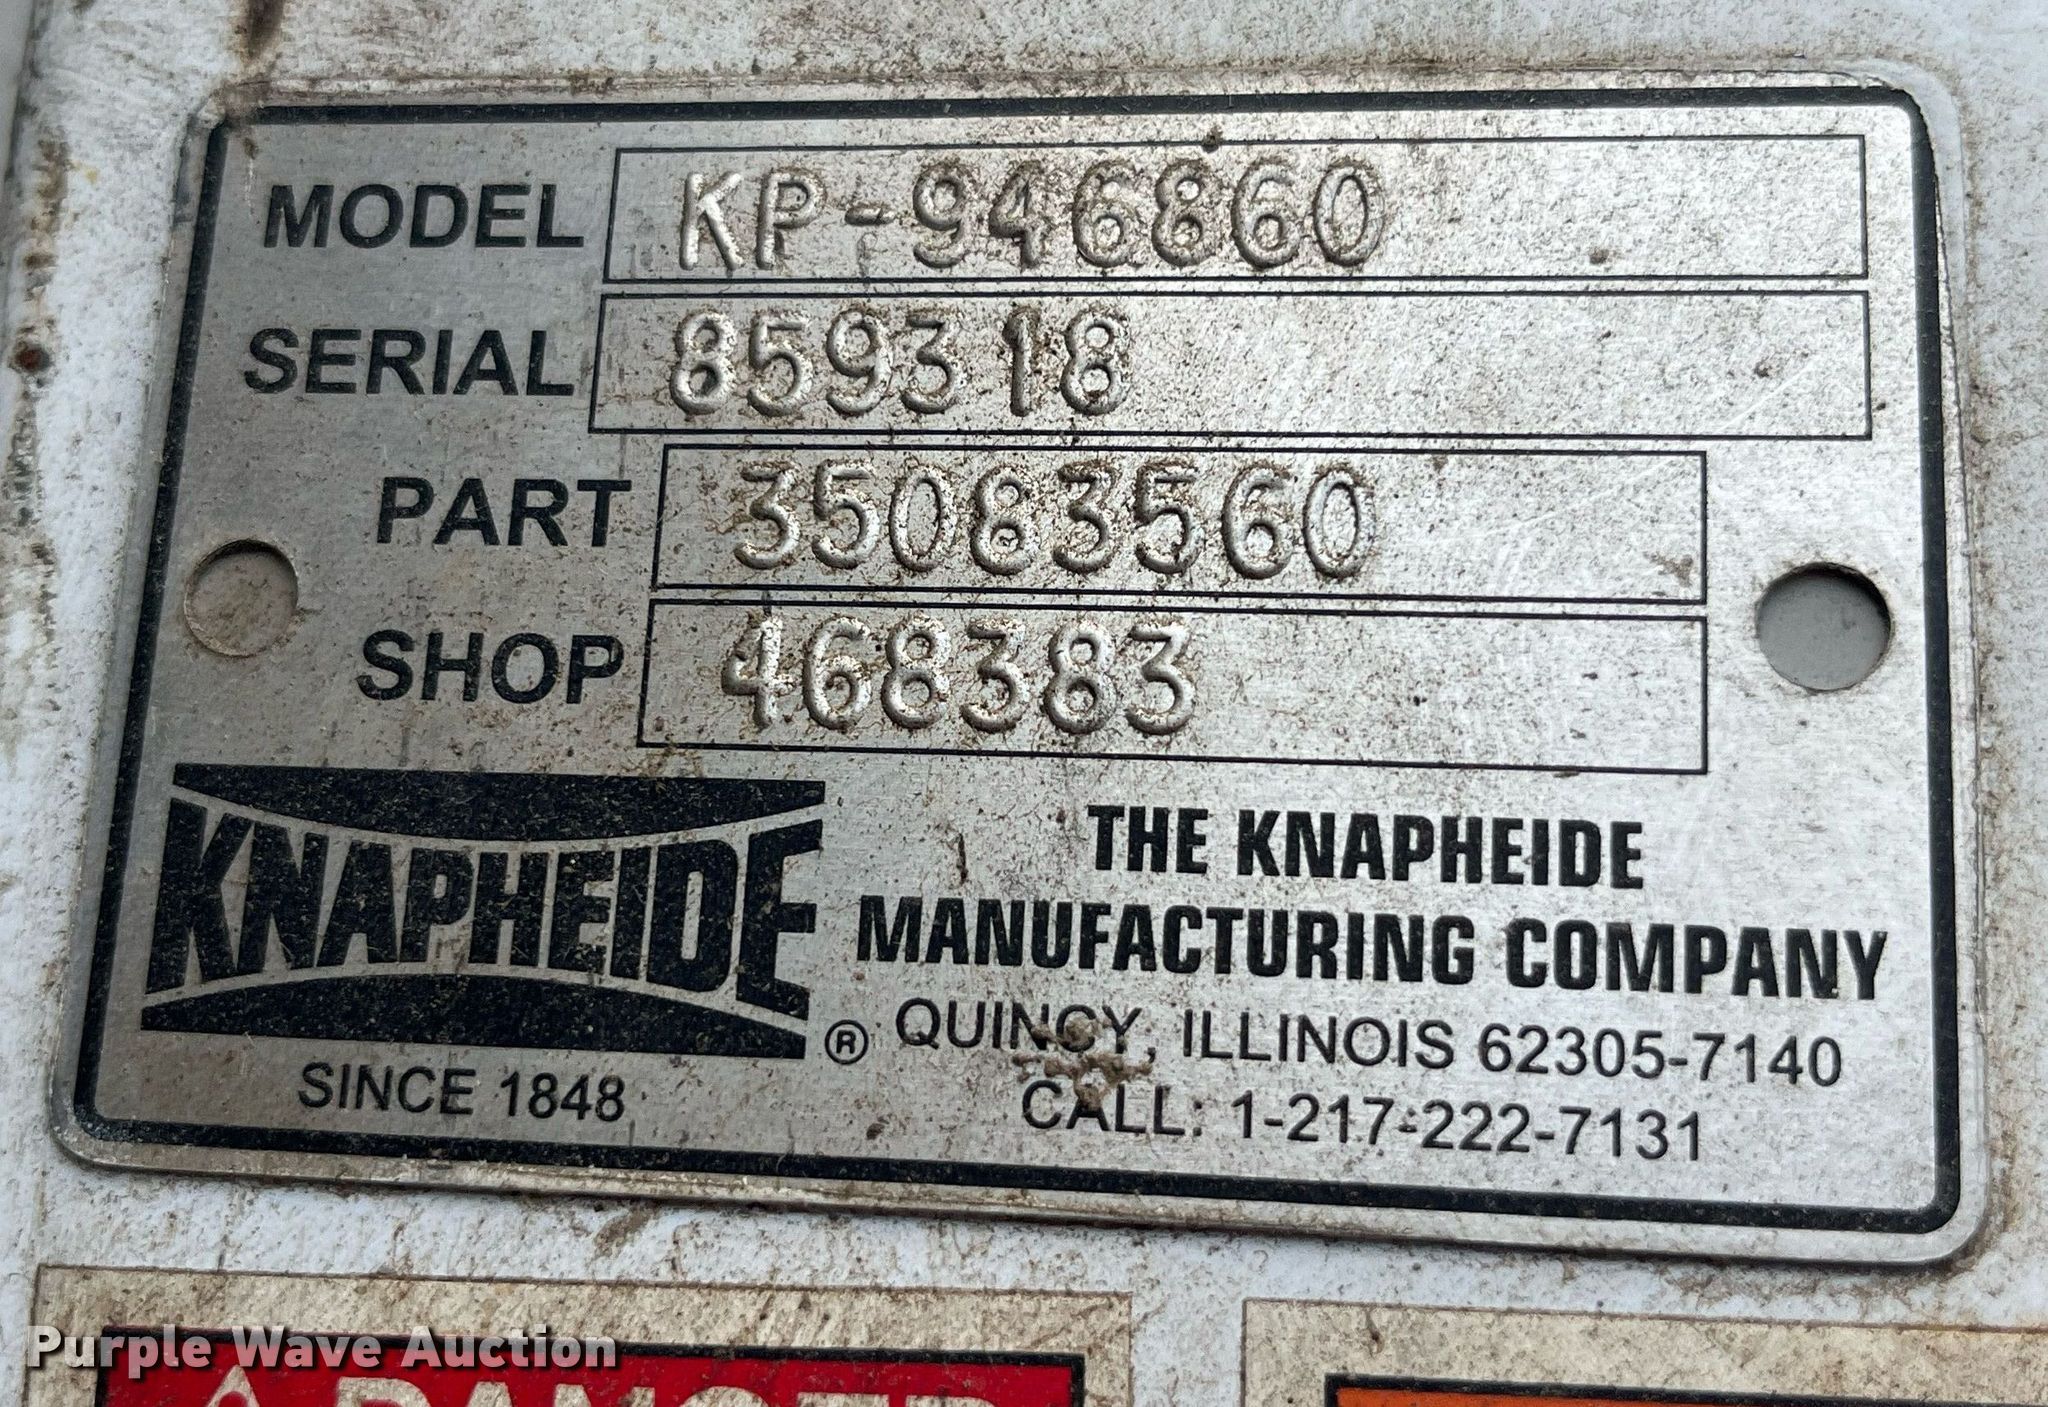 MODEL KP-946860
SERIAL 859318
PART 35083560
SHOP 468383
KNAPHEIDE ®
SINCE 1848
THE KNAPHEIDE
MANUFACTURING COMPANY
QUINCY, ILLINOIS 62305-7140
CALL: 1-217-222-7131
Purple Wave Auction
DANGER